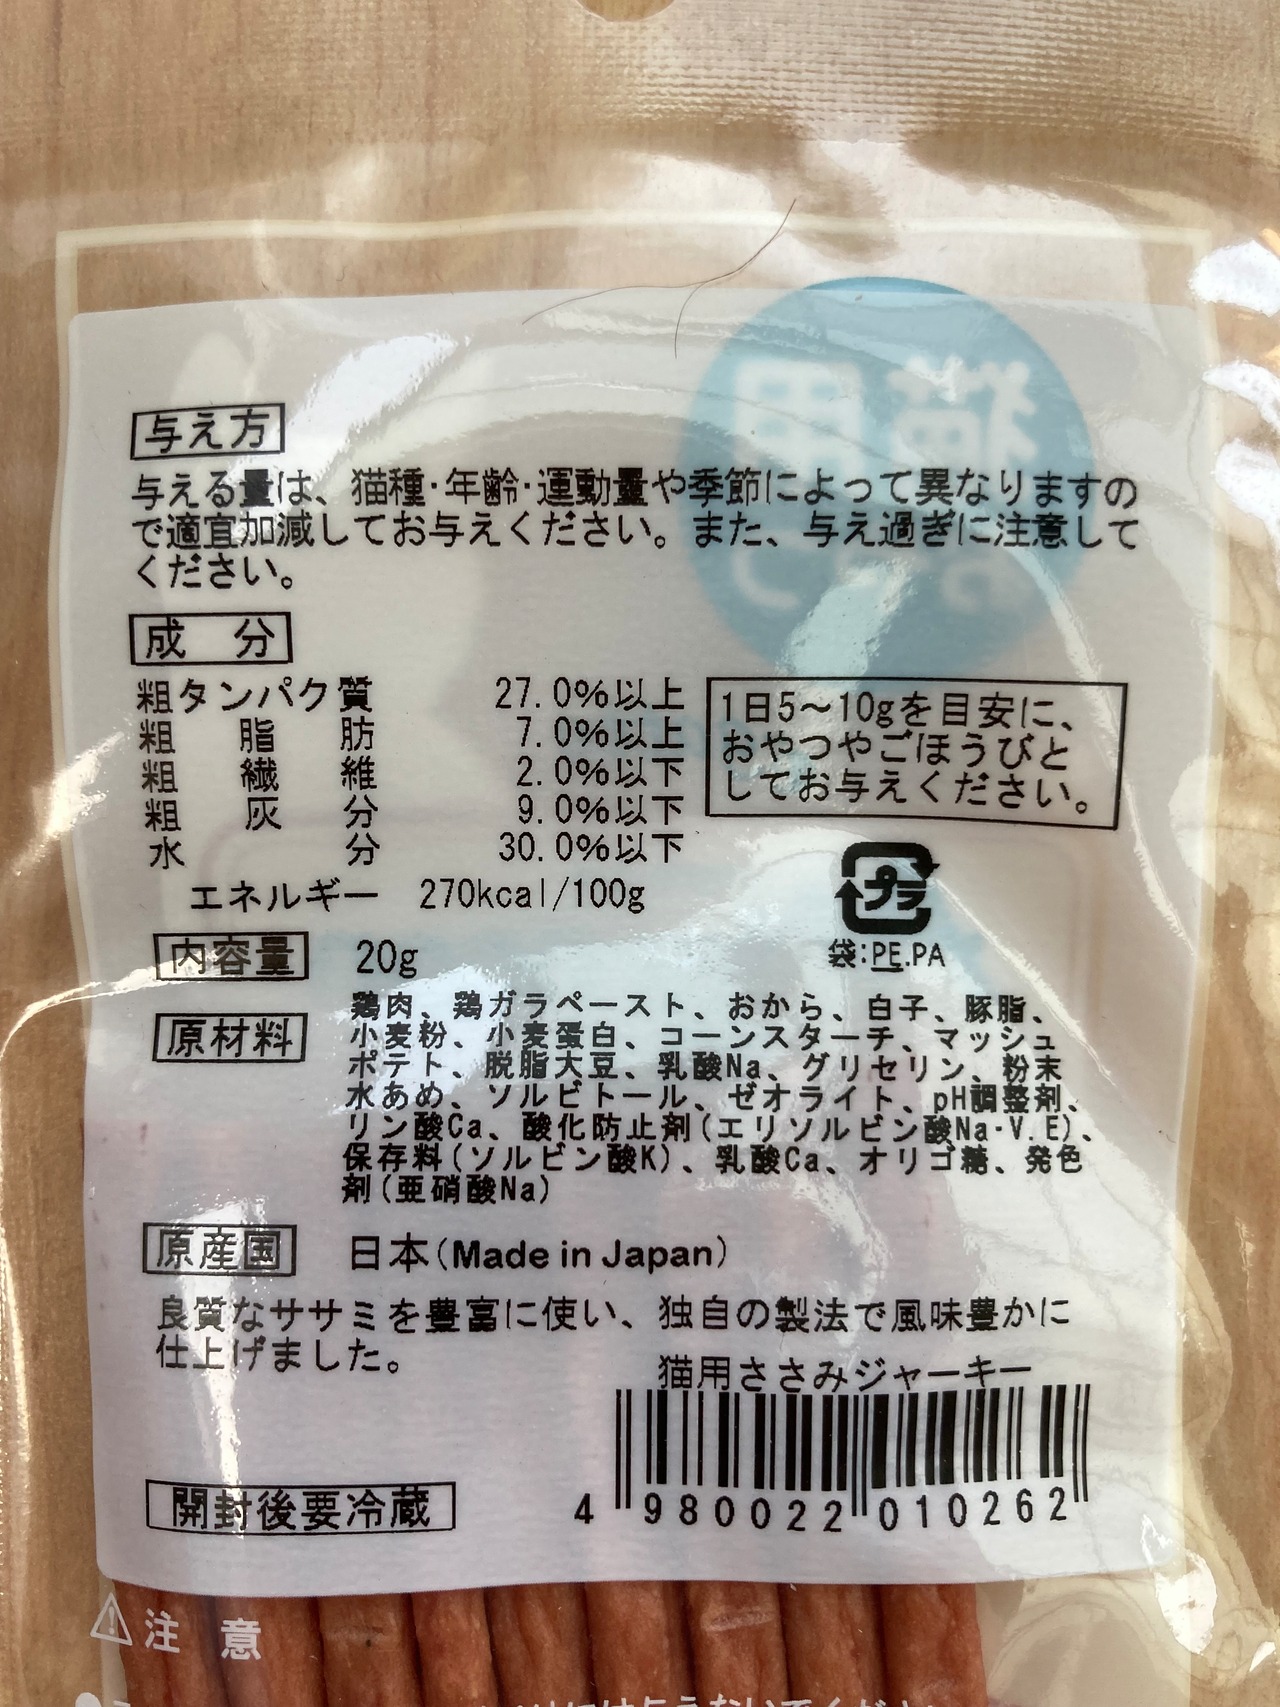 与え方
与える量は、猫種・年齢・運動量や季節によって異なりますの
で適宜加減してお与えください。また、与え過ぎに注意して
ください。
成 分
粗タンパク質 27.0%以上
粗脂肪 7.0%以上
粗繊維 2.0%以下
粗灰分 9.0%以下
水分 30.0%以下
エネルギー 270kcal/100g
1日5〜10gを目安に、
おやつやごほうびと
してお与えください。
プラ
袋:PE.PA
内容量 20g
原材料
鶏肉、鶏ガラペースト、おから、白子、豚脂、
小麦粉、小麦蛋白、コーンスターチ、マッシュ
ポテト、脱脂大豆、乳酸Na、グリセリン、粉末
水あめ、ソルビトール、ゼオライト、pH調整剤、
リン酸Ca、酸化防止剤(エリソルビン酸Na・V.E)、
保存料(ソルビン酸K)、乳酸Ca、オリゴ糖、発色
剤(亜硝酸Na)
原産国 日本(Made in Japan)
良質なササミを豊富に使い、独自の製法で風味豊かに
仕上げました。
猫用ささみジャーキー
開封後要冷蔵
4 980022 010262
注 意